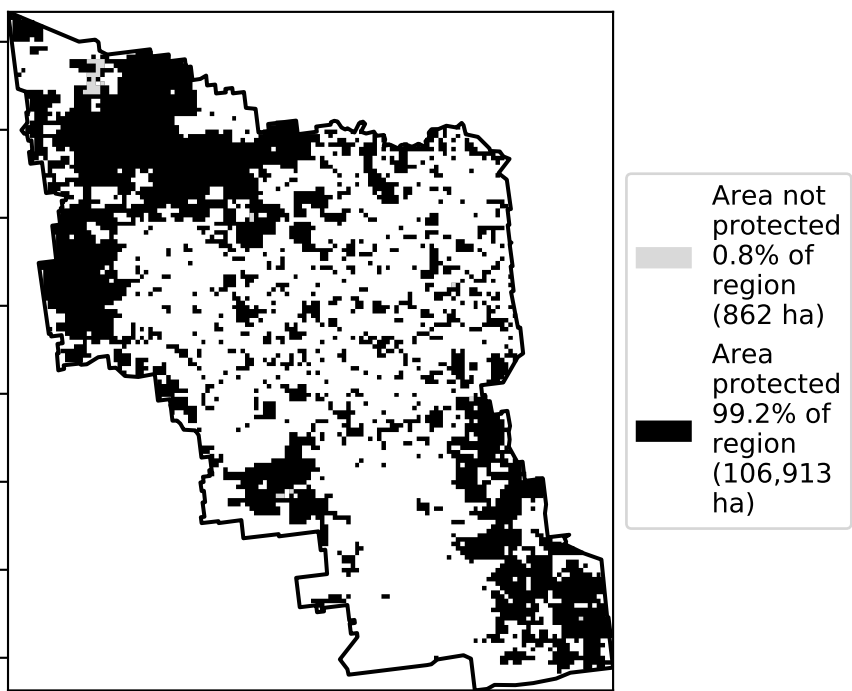 Area not
protected
0.8% of
region
(862 ha)
Area
protected
99.2% of
region
(106,913
ha)